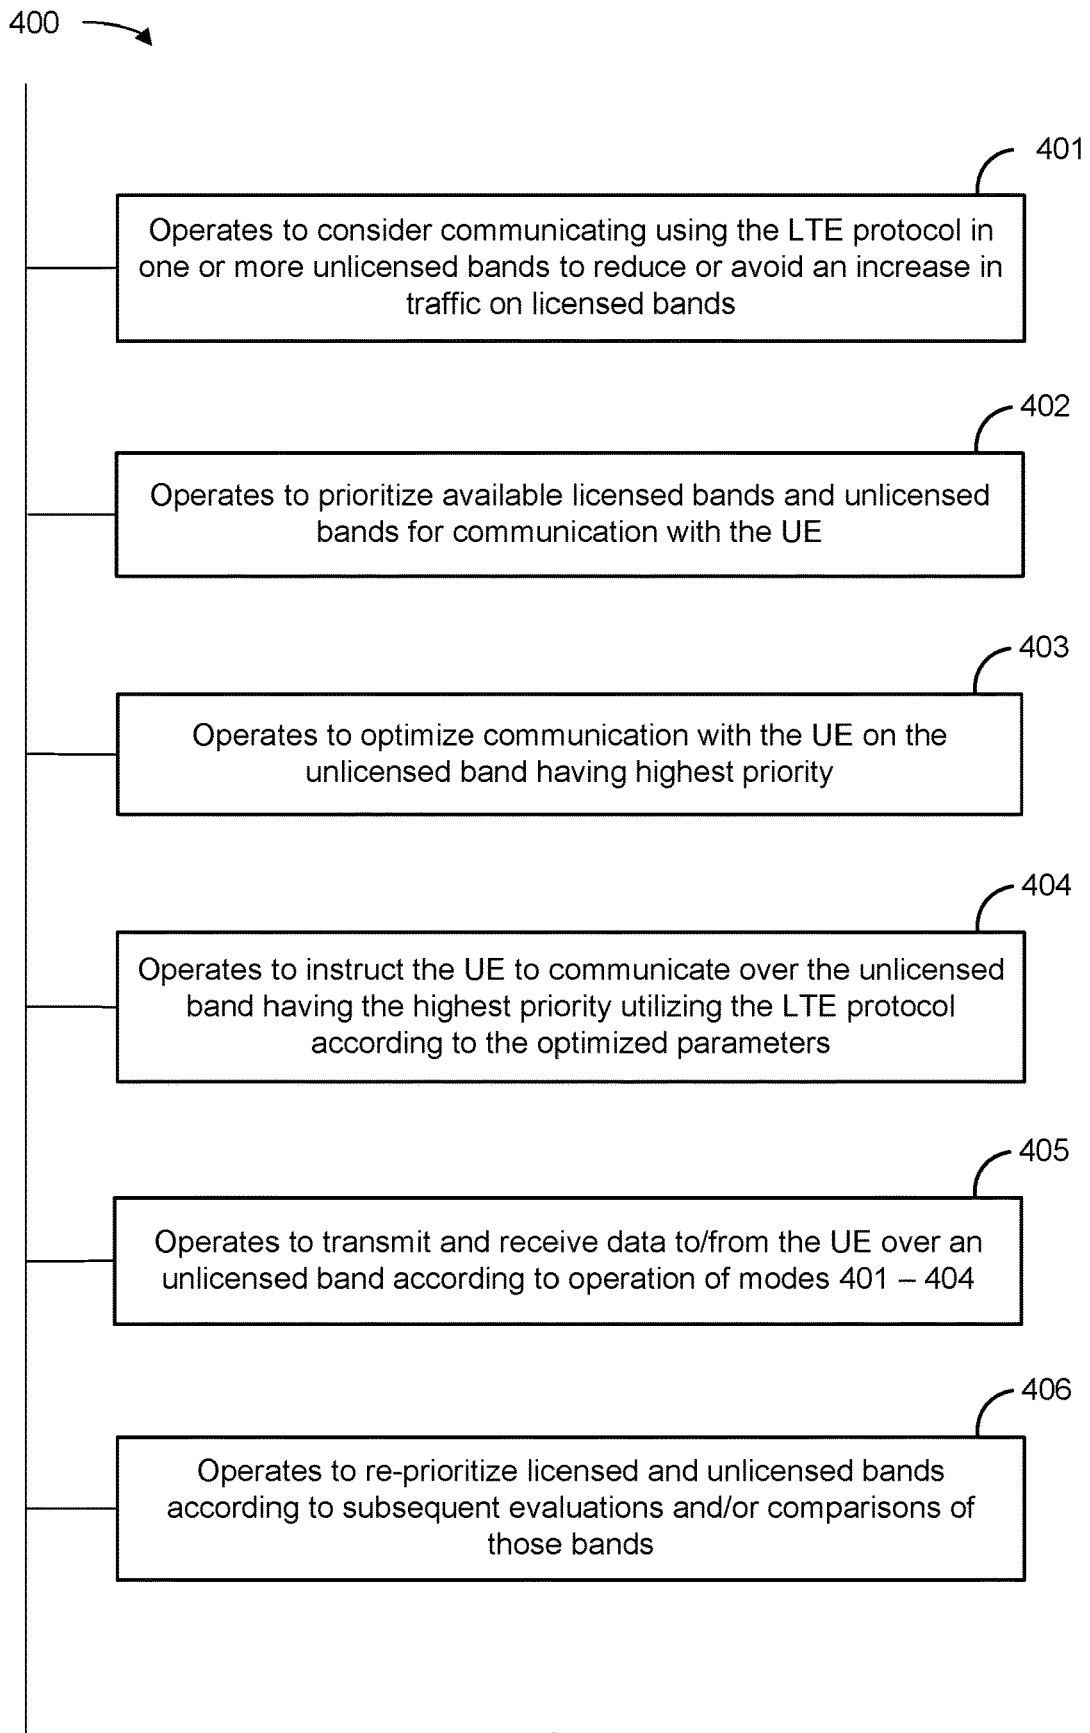 400
401
Operates to consider communicating using the LTE protocol in
one or more unlicensed bands to reduce or avoid an increase in
traffic on licensed bands
402
Operates to prioritize available licensed bands and unlicensed
bands for communication with the UE
403
Operates to optimize communication with the UE on the
unlicensed band having highest priority
404
Operates to instruct the UE to communicate over the unlicensed
band having the highest priority utilizing the LTE protocol
according to the optimized parameters
405
Operates to transmit and receive data to/from the UE over an
unlicensed band according to operation of modes 401 – 404
406
Operates to re-prioritize licensed and unlicensed bands
according to subsequent evaluations and/or comparisons of
those bands